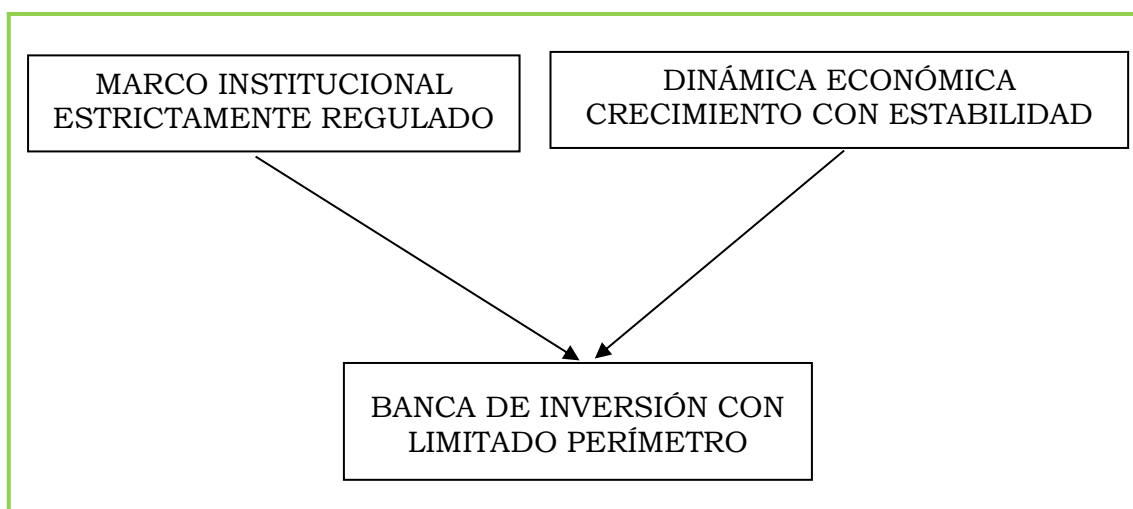 MARCO INSTITUCIONAL
ESTRICTAMENTE REGULADO
DINÁMICA ECONÓMICA
CRECIMIENTO CON ESTABILIDAD
BANCA DE INVERSIÓN CON
LIMITADO PERÍMETRO